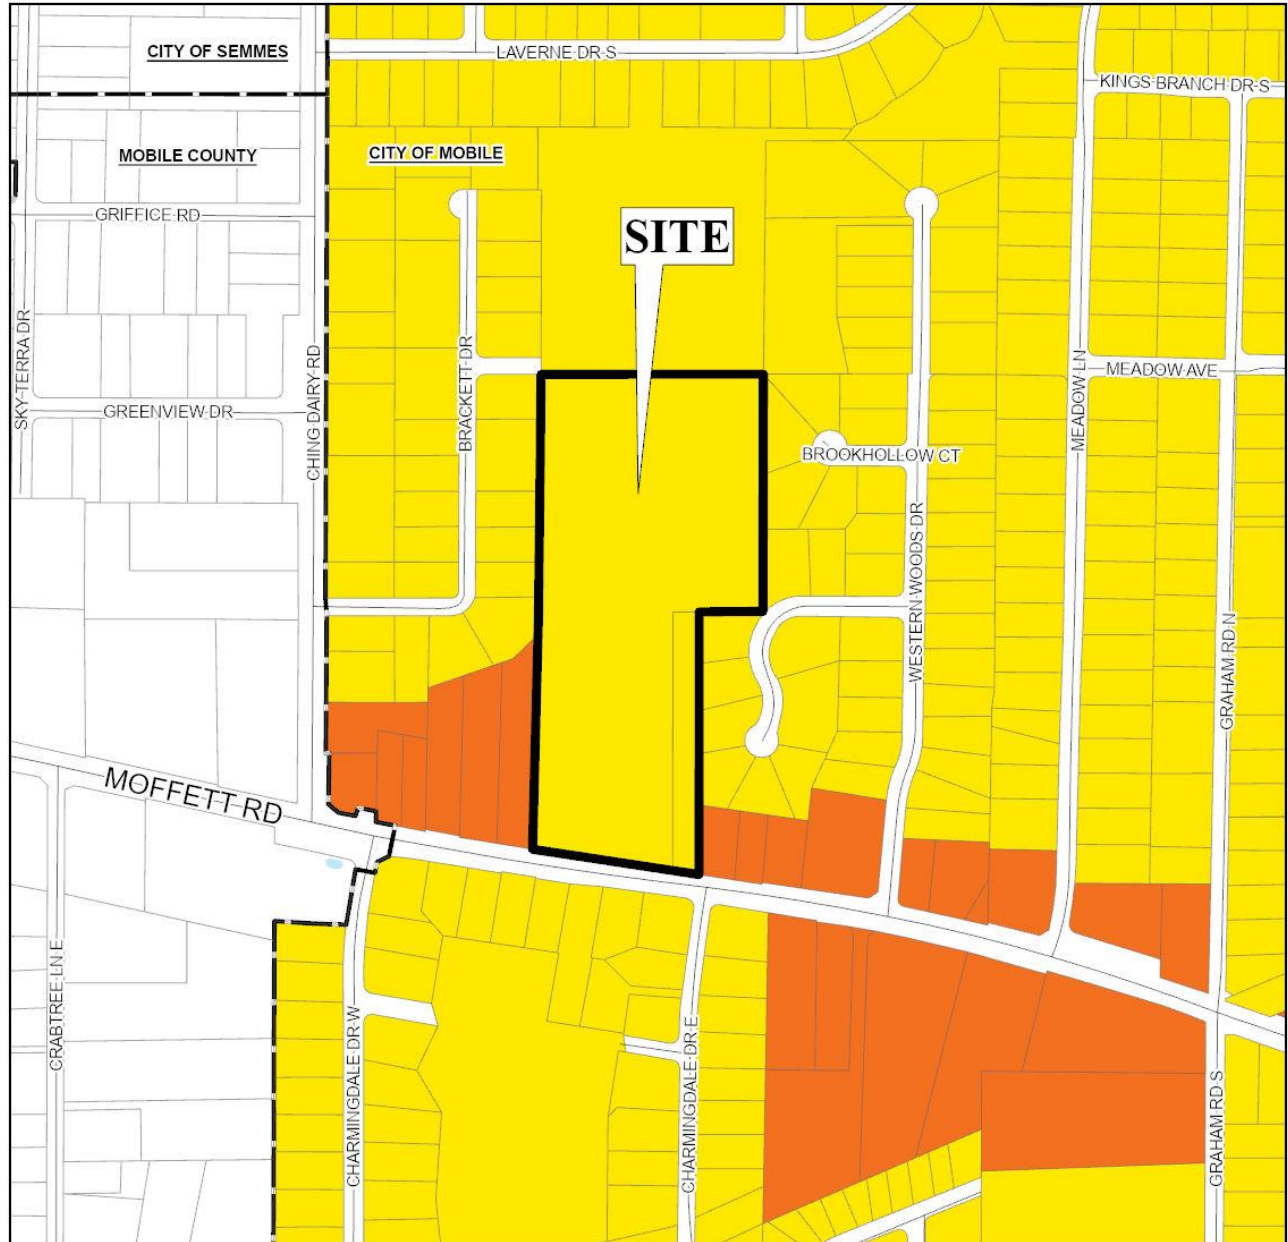 CITY OF SEMMES
LAVERNE DR S
KINGS BRANCH DR S
MOBILE COUNTY
CITY OF MOBILE
GRIFFICE RD
SITE
SKY TERRA DR
CHING DAIRY RD
BRACKETT DR
MEADOW LN
MEADOW AVE
GREENVIEW DR
BROOKHOLLOW CT
WESTERN WOODS DR
GRAHAM RD N
MOFFETT RD
CRABTREE LN E
CHARMINGDALE DR W
CHARMINGDALE DR E
GRAHAM RD S